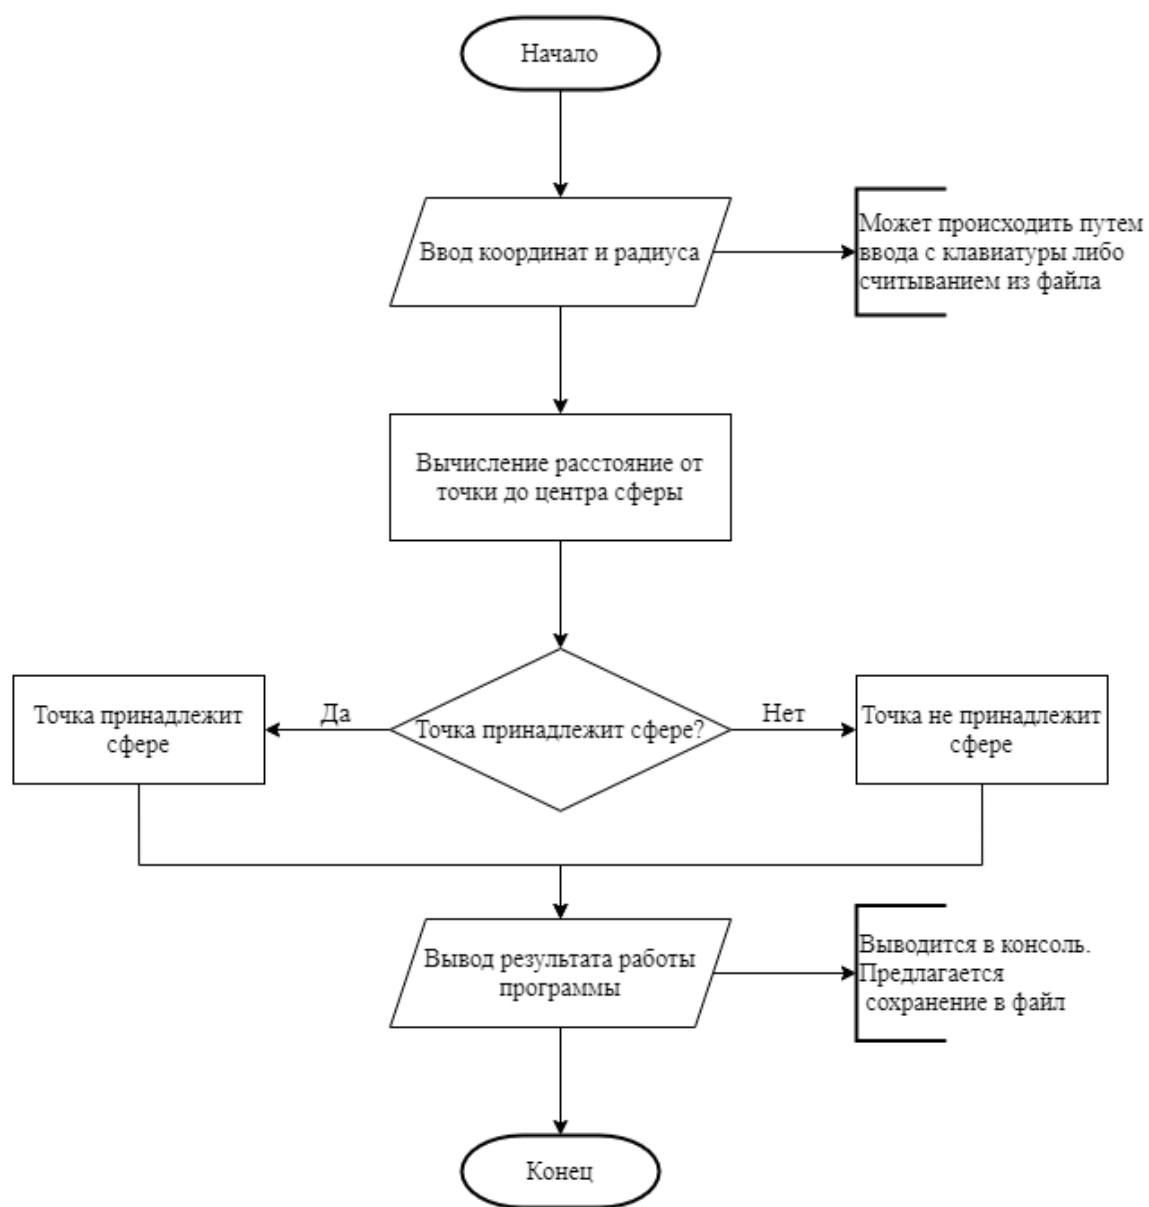 Начало
Ввод координат и радиуса
Может происходить путем
ввода с клавиатуры либо
считыванием из файла
Вычисление расстояние от
точки до центра сферы
Точка принадлежит
сфере
Да
Точка принадлежит сфере?
Нет
Точка не принадлежит
сфере
Вывод результата работы
программы
Выводится в консоль.
Предлагается
сохранение в файл
Конец